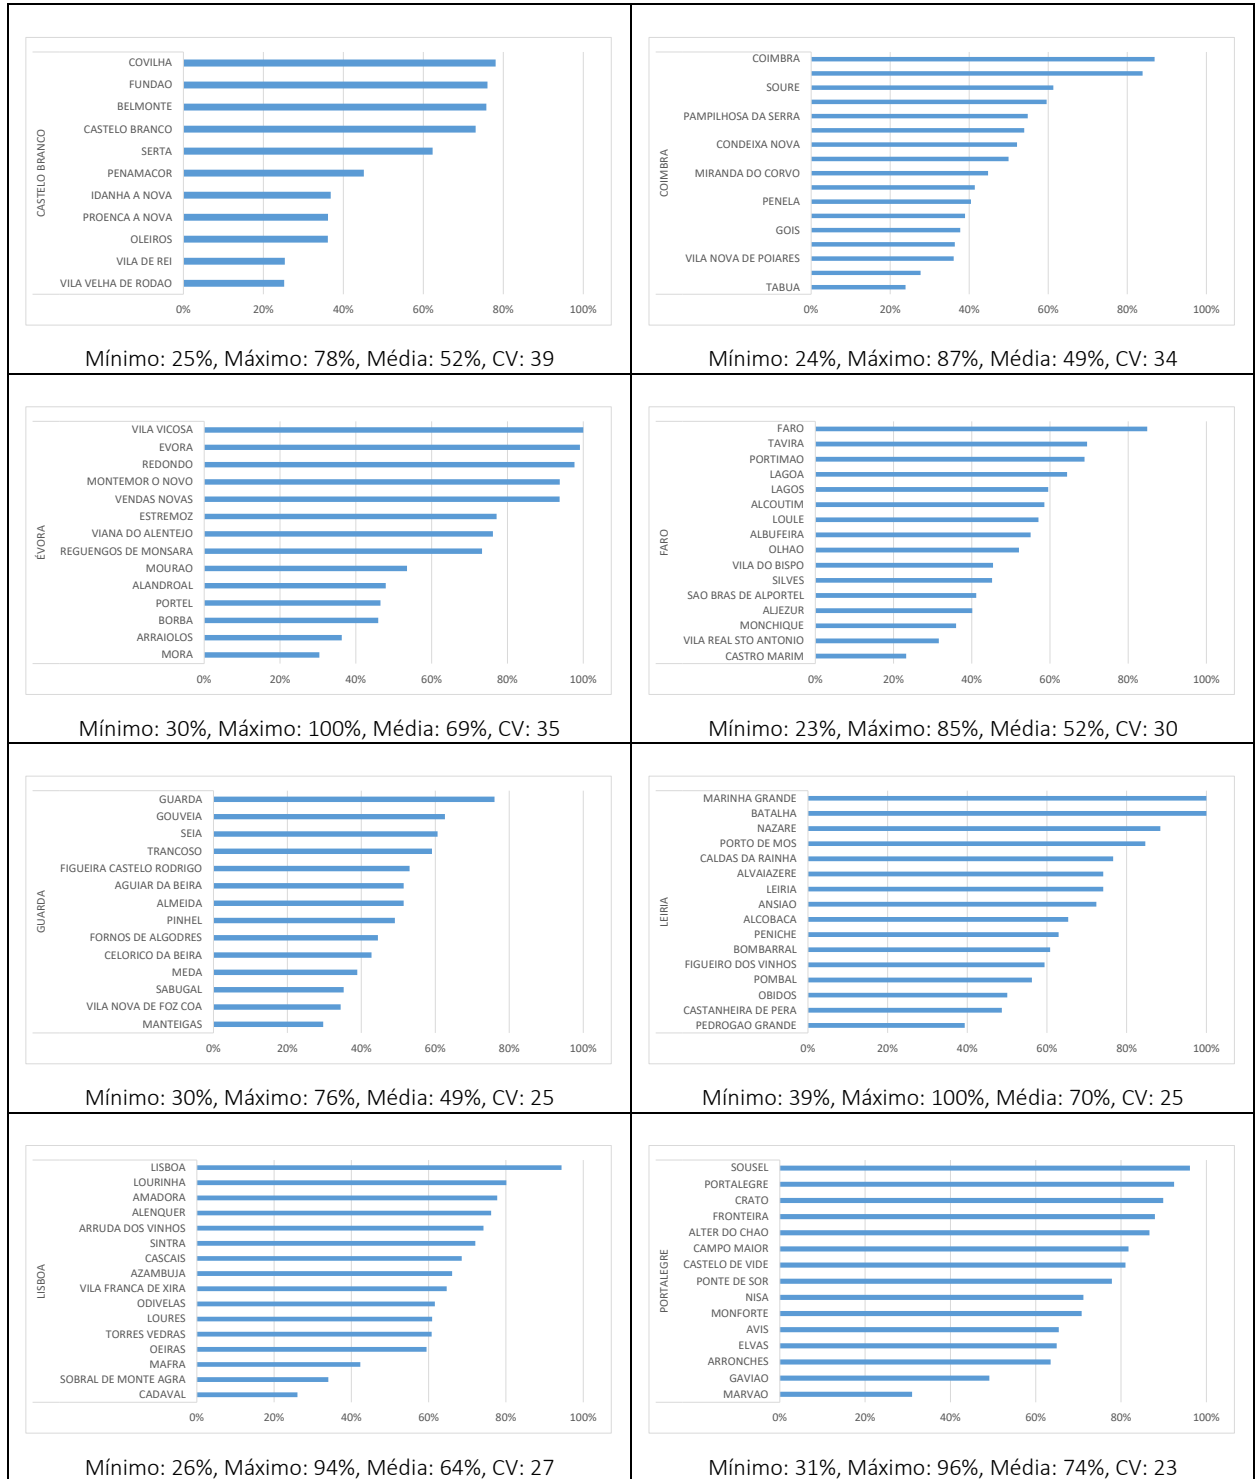 CASTELO BRANCO
COVILHA
FUNDAO
BELMONTE
CASTELO BRANCO
SERTA
PENAMACOR
IDANHA A NOVA
PROENCA A NOVA
OLEIROS
VILA DE REI
VILA VELHA DE RODAO
0% 20% 40% 60% 80% 100%
Mínimo: 25%, Máximo: 78%, Média: 52%, CV: 39
COIMBRA
COIMBRA
SOURE
PAMPILHOSA DA SERRA
CONDEIXA NOVA
MIRANDA DO CORVO
PENELA
GOIS
VILA NOVA DE POIARES
TABUA
0% 20% 40% 60% 80% 100%
Mínimo: 24%, Máximo: 87%, Média: 49%, CV: 34
ÉVORA
VILA VICOSA
EVORA
REDONDO
MONTEMOR O NOVO
VENDAS NOVAS
ESTREMOZ
VIANA DO ALENTEJO
REGUENGOS DE MONSARA
MOURAO
ALANDROAL
PORTEL
BORBA
ARRAIOLOS
MORA
0% 20% 40% 60% 80% 100%
Mínimo: 30%, Máximo: 100%, Média: 69%, CV: 35
FARO
FARO
TAVIRA
PORTIMAO
LAGOA
LAGOS
ALCOUTIM
LOULE
ALBUFEIRA
OLHAO
VILA DO BISPO
SILVES
SAO BRAS DE ALPORTEL
ALJEZUR
MONCHIQUE
VILA REAL STO ANTONIO
CASTRO MARIM
0% 20% 40% 60% 80% 100%
Mínimo: 23%, Máximo: 85%, Média: 52%, CV: 30
GUARDA
GUARDA
GOUVEIA
SEIA
TRANCOSO
FIGUEIRA CASTELO RODRIGO
AGUIAR DA BEIRA
ALMEIDA
PINHEL
FORNOS DE ALGODRES
CELORICO DA BEIRA
MEDA
SABUGAL
VILA NOVA DE FOZ COA
MANTEIGAS
0% 20% 40% 60% 80% 100%
Mínimo: 30%, Máximo: 76%, Média: 49%, CV: 25
LEIRIA
MARINHA GRANDE
BATALHA
NAZARE
PORTO DE MOS
CALDAS DA RAINHA
ALVAIAZERE
LEIRIA
ANSIAO
ALCOBACA
PENICHE
BOMBARRAL
FIGUEIRO DOS VINHOS
POMBAL
OBIDOS
CASTANHEIRA DE PERA
PEDROGAO GRANDE
0% 20% 40% 60% 80% 100%
Mínimo: 39%, Máximo: 100%, Média: 70%, CV: 25
LISBOA
LISBOA
LOURINHA
AMADORA
ALENQUER
ARRUDA DOS VINHOS
SINTRA
CASCAIS
AZAMBUJA
VILA FRANCA DE XIRA
ODIVELAS
LOURES
TORRES VEDRAS
OEIRAS
MAFRA
SOBRAL DE MONTE AGRA
CADAVAL
0% 20% 40% 60% 80% 100%
Mínimo: 26%, Máximo: 94%, Média: 64%, CV: 27
PORTALEGRE
SOUSEL
PORTALEGRE
CRATO
FRONTEIRA
ALTER DO CHAO
CAMPO MAIOR
CASTELO DE VIDE
PONTE DE SOR
NISA
MONFORTE
AVIS
ELVAS
ARRONCHES
GAVIAO
MARVAO
0% 20% 40% 60% 80% 100%
Mínimo: 31%, Máximo: 96%, Média: 74%, CV: 23